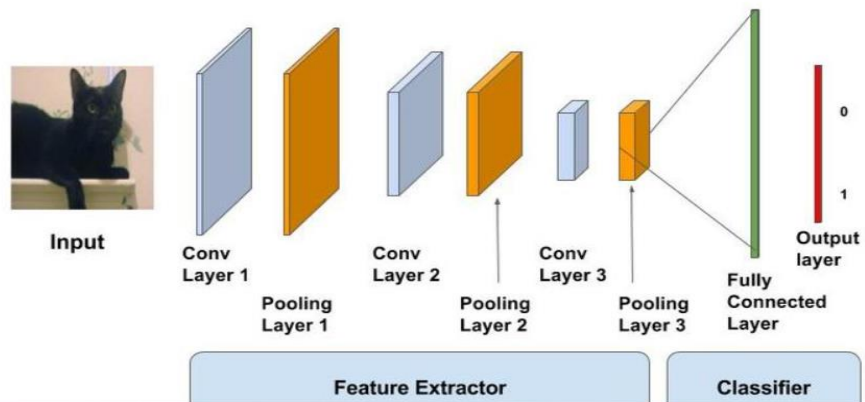 Input
Conv
Layer 1
Pooling
Layer 1
Conv
Layer 2
Pooling
Layer 2
Conv
Layer 3
Pooling
Layer 3
Fully
Connected
Layer
Output
layer
0
1
Feature Extractor
Classifier